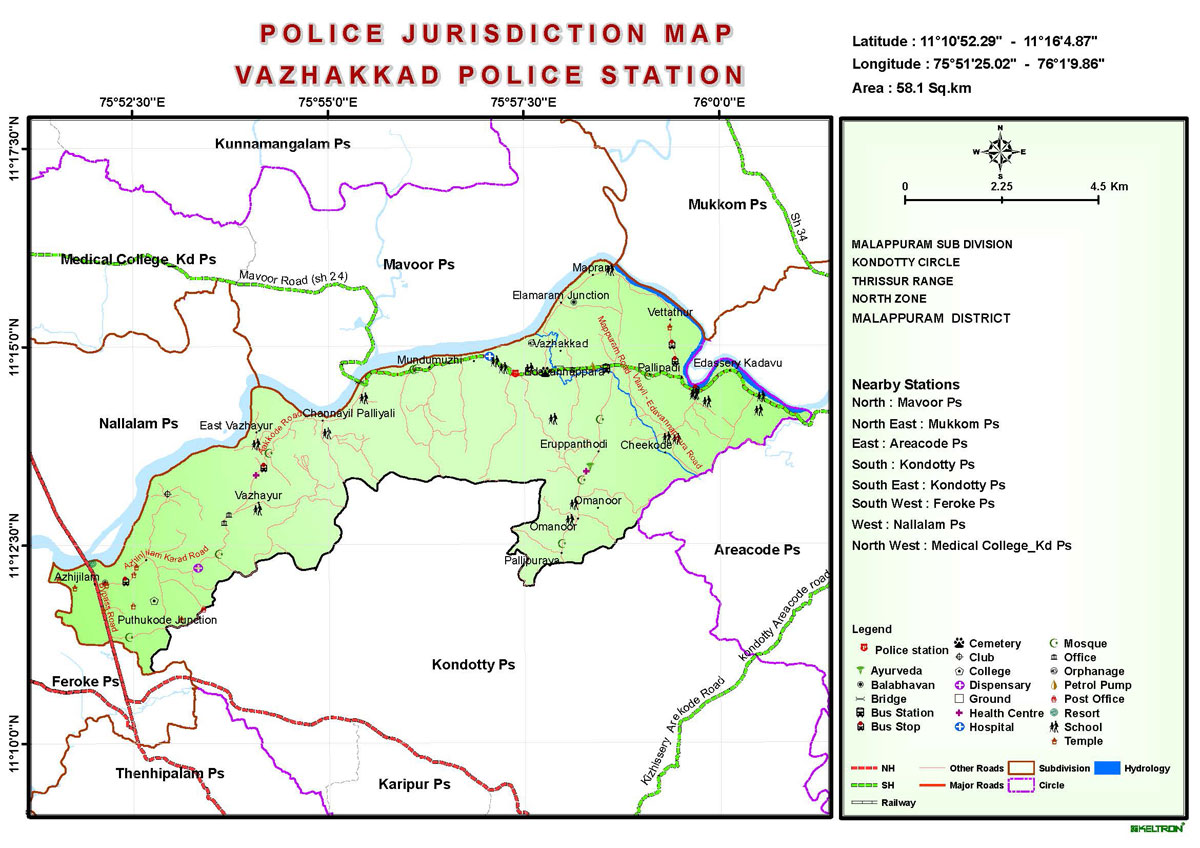 POLICE JURISDICTION MAP
VAZHAKKAD POLICE STATION
Latitude : 11°10'52.29" - 11°16'4.87"
Longitude : 75°51'25.02" - 76°1'9.86"
Area : 58.1 Sq.km
75°52'30"E 75°55'0"E 75°57'30"E 76°0'0"E
11°17'30"N
11°15'0"N
11°12'30"N
11°10'0"N
Kunnamangalam Ps
Mukkom Ps
Sh 34
Medical College_Kd Ps
Mavoor Road (sh 24)
Mavoor Ps
Mapram
Elamaram Junction
Vettathur
Mappuram Road
Vazhakkad
Mundumuzhi
Edavannappara
Pallipadi
Edassery Kadavu
Vilayil - Edavannappara Road
Nallalam Ps
Channayil Palliyali
East Vazhayur
Kakkode Road
Eruppanthodi
Cheekode
Vazhayur
Omanoor
Omanoor
Areacode Ps
Azhinjilam Karad Road
Pallipuraya
Azhijilam
Bypass Road
Puthukode Junction
Kondotty Areacode road
Kondotty Ps
Feroke Ps
Kizhissery Arekode Road
Thenhipalam Ps
Karipur Ps
N
W E
S
0 2.25 4.5 Km
MALAPPURAM SUB DIVISION
KONDOTTY CIRCLE
THRISSUR RANGE
NORTH ZONE
MALAPPURAM DISTRICT
Nearby Stations
North : Mavoor Ps
North East : Mukkom Ps
East : Areacode Ps
South : Kondotty Ps
South East : Kondotty Ps
South West : Feroke Ps
West : Nallalam Ps
North West : Medical College_Kd Ps
Legend
Police station
Ayurveda
Balabhavan
Bridge
Bus Station
Bus Stop
Cemetery
Club
College
Dispensary
Ground
Health Centre
Hospital
Mosque
Office
Orphanage
Petrol Pump
Post Office
Resort
School
Temple
NH Other Roads Subdivision Hydrology
SH Major Roads Circle
Railway
KELTRON